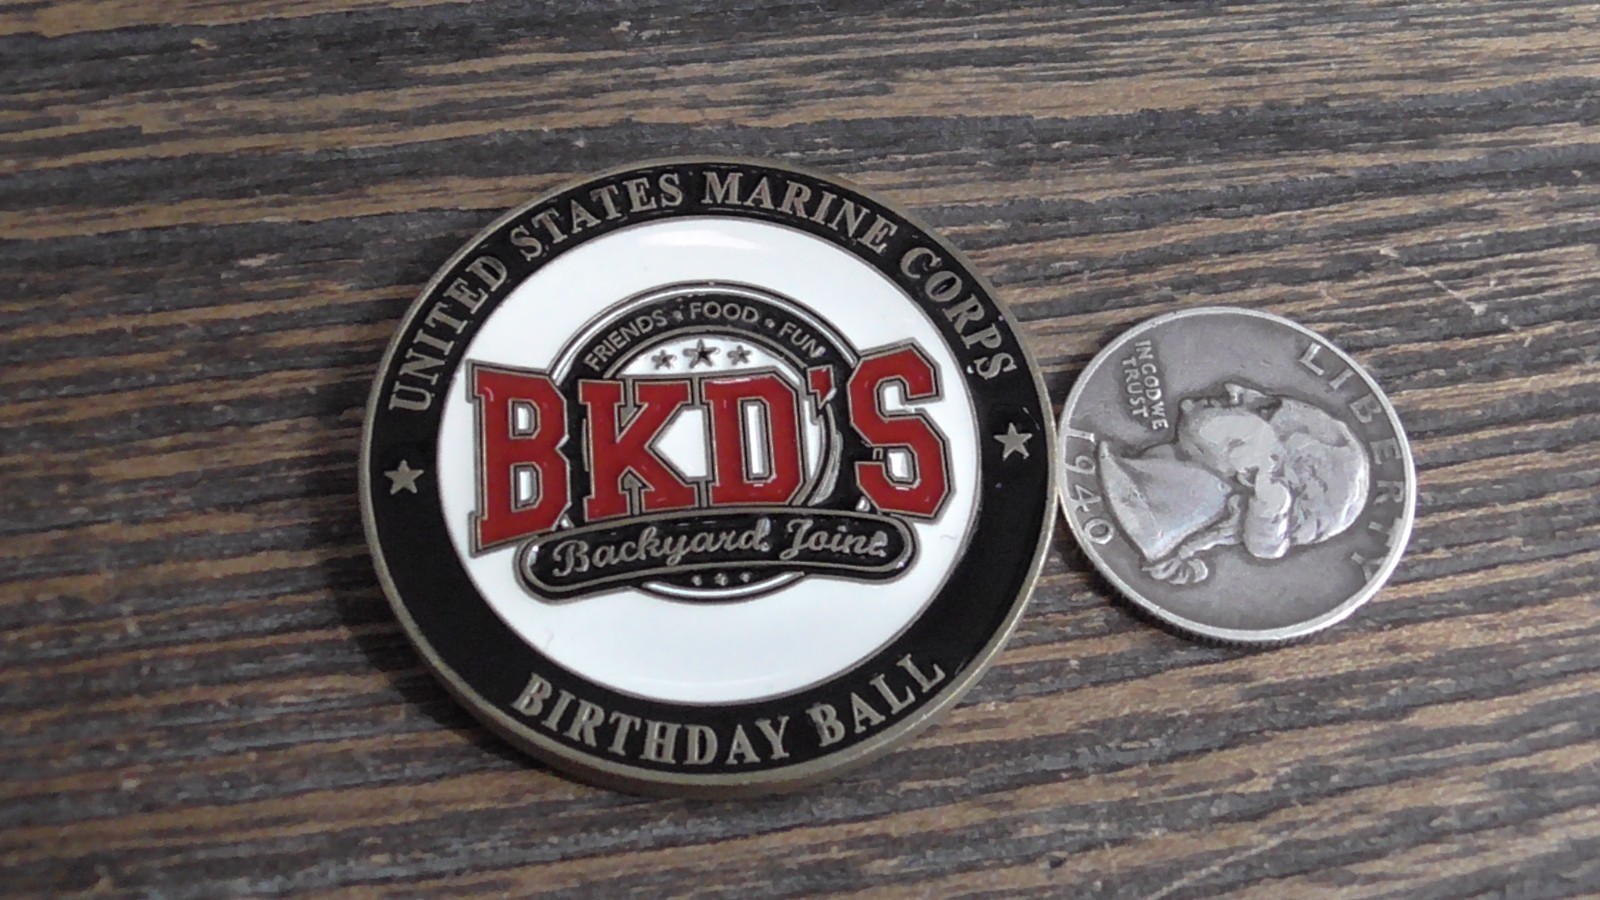 UNITED STATES MARINE CORPS
FRIENDS • FOOD • FUN
BKD'S
Backyard Joint
BIRTHDAY BALL
LIBERTY
IN GOD WE
TRUST
1940